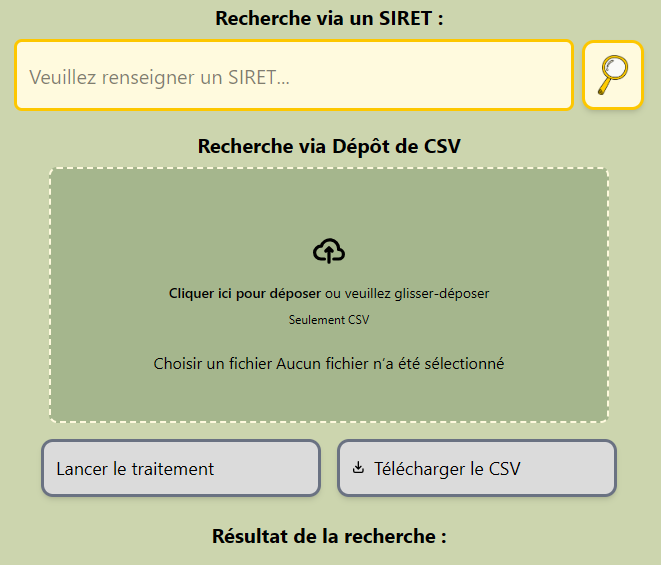 Recherche via un SIRET :
Veuillez renseigner un SIRET...
Recherche via Dépôt de CSV
Cliquer ici pour déposer ou veuillez glisser-déposer
Seulement CSV
Choisir un fichier Aucun fichier n’a été sélectionné
Lancer le traitement
Télécharger le CSV
Résultat de la recherche :